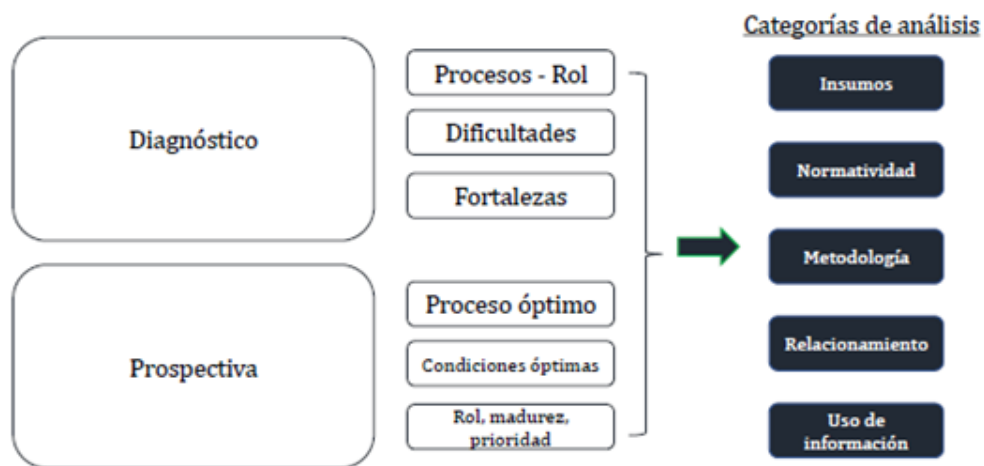 Categorías de análisis
Diagnóstico
Procesos - Rol
Dificultades
Fortalezas
Prospectiva
Proceso óptimo
Condiciones óptimas
Rol, madurez,
prioridad
Insumos
Normatividad
Metodología
Relacionamiento
Uso de
información